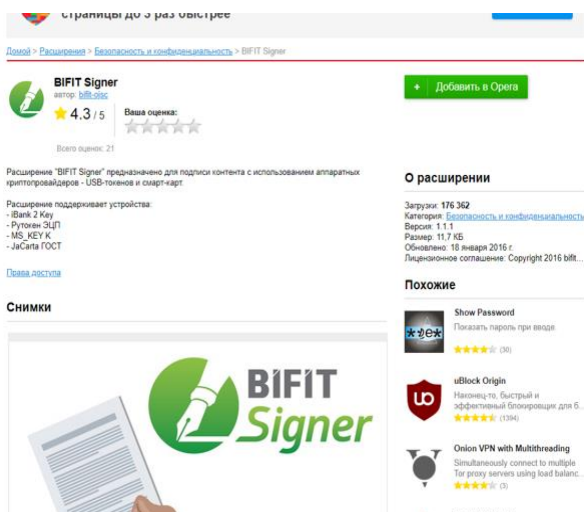 страницы до 3 раз быстрее
Домой > Расширения > Безопасность и конфиденциальность > BIFIT Signer
BIFIT Signer
автор: bifit-oisc
4.3 / 5
Ваша оценка:
Всего оценок: 21
Добавить в Opera
Расширение "BIFIT Signer" предназначено для подписи контента с использованием аппаратных
криптопровайдеров - USB-токенов и смарт-карт.
Расширение поддерживает устройства:
- iBank 2 Key
- Рутокен ЭЦП
- MS_KEY K
- JaCarta ГОСТ
Права доступа
Снимки
BIFIT
Signer
О расширении
Загрузки: 176 362
Категория: Безопасность и конфиденциальность
Версия: 1.1.1
Размер: 11,7 КБ
Обновлено: 18 января 2016 г.
Лицензионное соглашение: Copyright 2016 bifit...
Похожие
Show Password
Показать пароль при вводе
(30)
uBlock Origin
Наконец-то, быстрый и
эффективный блокировщик для б...
(1394)
Onion VPN with Multithreading
Simultaneously connect to multiple
Tor proxy servers using load balanc...
(3)